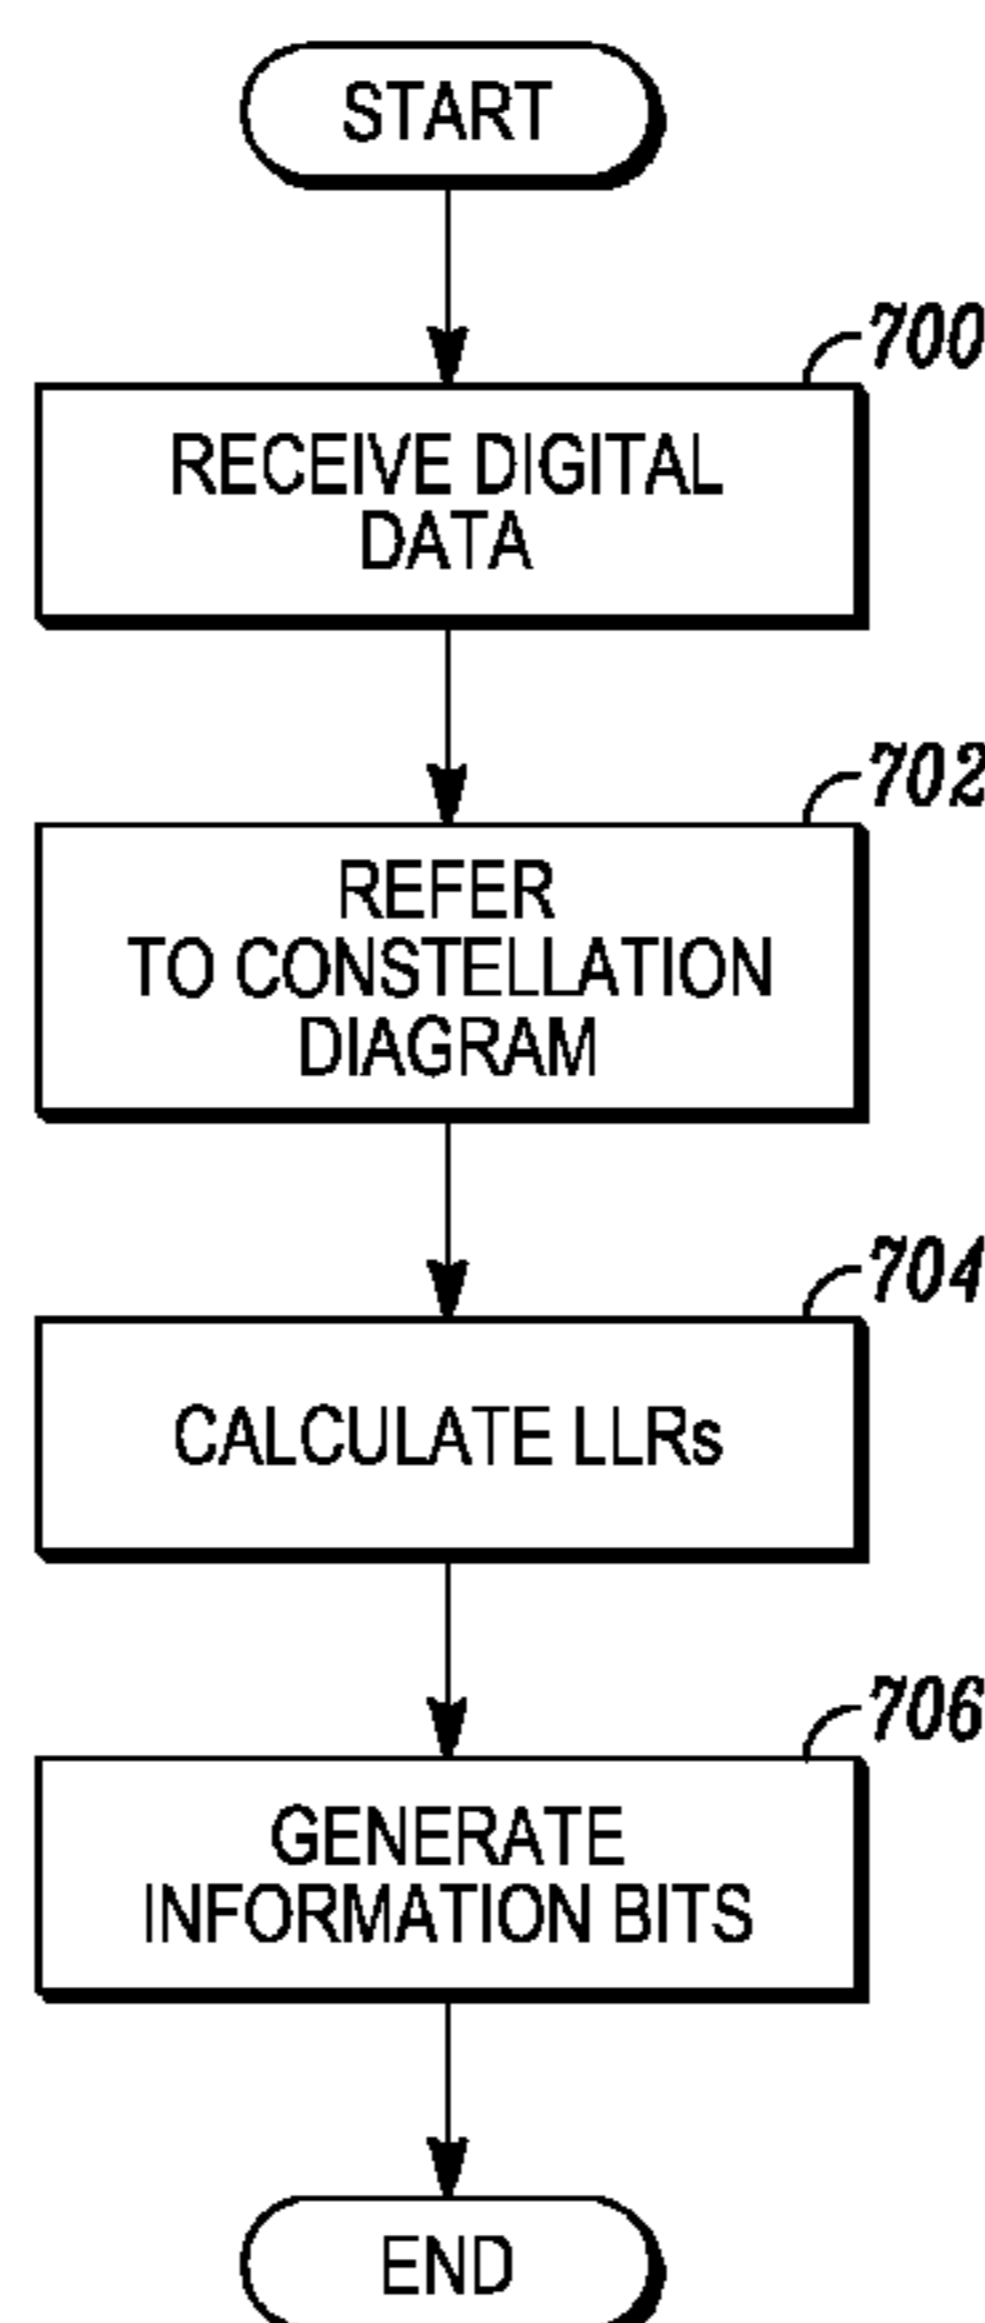 START
700
RECEIVE DIGITAL
DATA
702
REFER
TO CONSTELLATION
DIAGRAM
704
CALCULATE LLRs
706
GENERATE
INFORMATION BITS
END